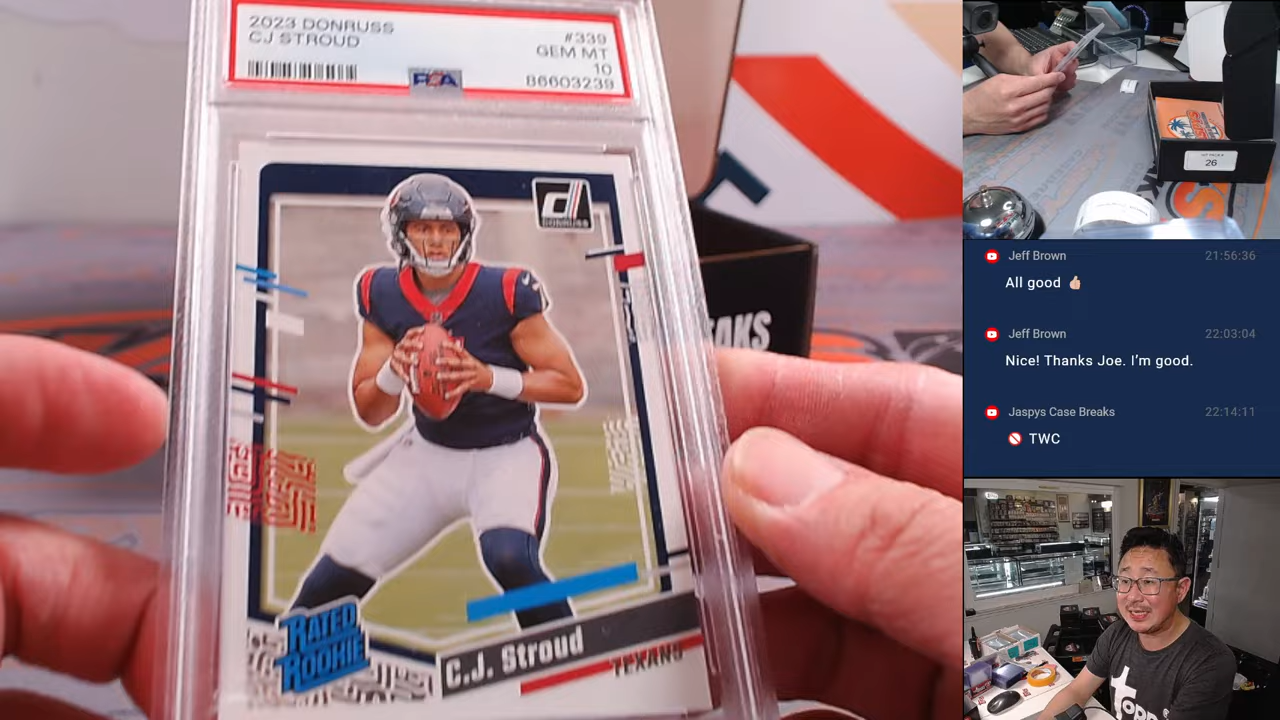 2023 DONRUSS #339
CJ STROUD GEM MT
10
86603239
PSA
d
DONRUSS
RATED
ROOKIE
C.J. Stroud
TEXANS
BREAKS
26
Jeff Brown 21:56:36
All good 👍🏼
Jeff Brown 22:03:04
Nice! Thanks Joe. I'm good.
Jaspys Case Breaks 22:14:11
🚫 TWC